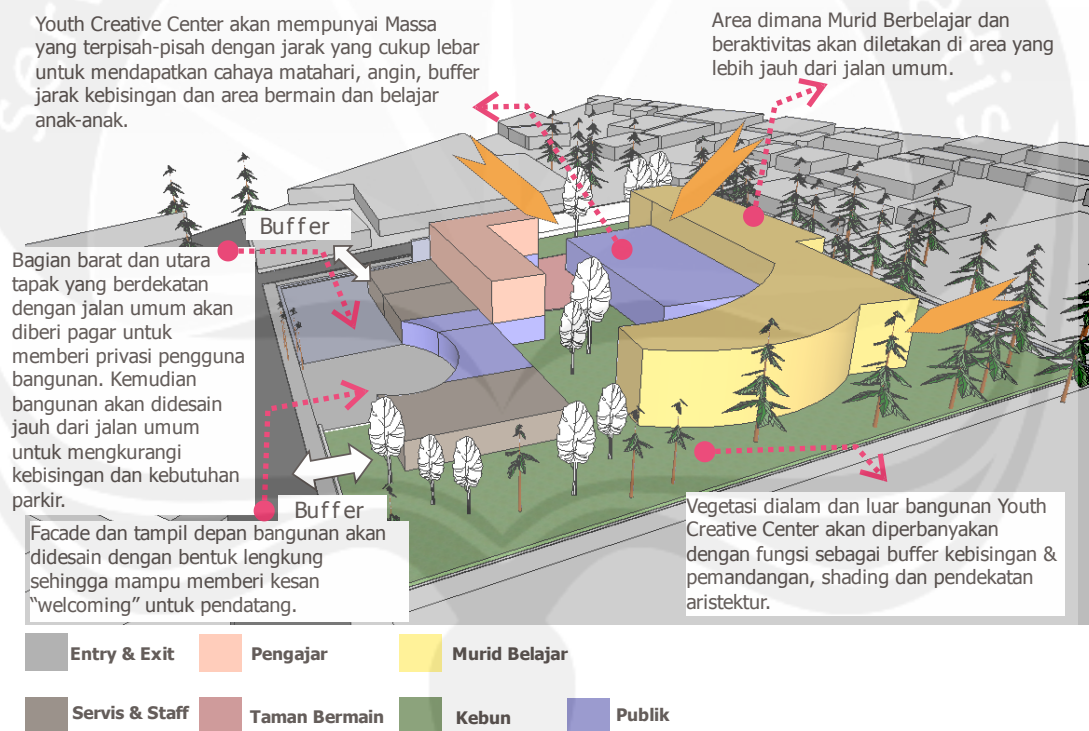 Youth Creative Center akan mempunyai Massa
yang terpisah-pisah dengan jarak yang cukup lebar
untuk mendapatkan cahaya matahari, angin, buffer
jarak kebisingan dan area bermain dan belajar
anak-anak.
Area dimana Murid Berbelajar dan
beraktivitas akan diletakan di area yang
lebih jauh dari jalan umum.
Buffer
Bagian barat dan utara
tapak yang berdekatan
dengan jalan umum akan
diberi pagar untuk
memberi privasi pengguna
bangunan. Kemudian
bangunan akan didesain
jauh dari jalan umum
untuk mengkurangi
kebisingan dan kebutuhan
parkir.
Buffer
Facade dan tampil depan bangunan akan
didesain dengan bentuk lengkung
sehingga mampu memberi kesan
“welcoming” untuk pendatang.
Vegetasi dialam dan luar bangunan Youth
Creative Center akan diperbanyakan
dengan fungsi sebagai buffer kebisingan &
pemandangan, shading dan pendekatan
aristektur.
Entry & Exit
Pengajar
Murid Belajar
Servis & Staff
Taman Bermain
Kebun
Publik